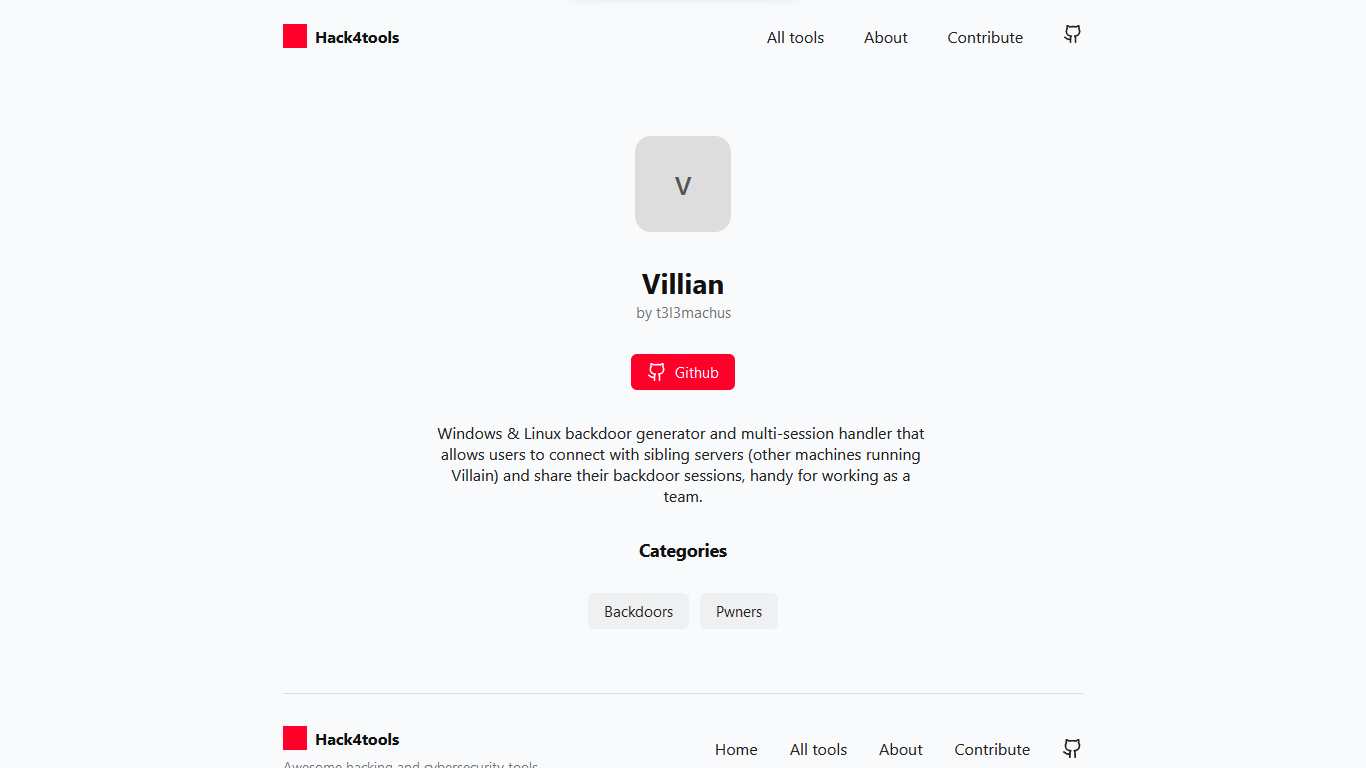 Hack4tools
All tools
About
Contribute
V
Villian
by t3l3machus
Github
Windows & Linux backdoor generator and multi-session handler that
allows users to connect with sibling servers (other machines running
Villain) and share their backdoor sessions, handy for working as a
team.
Categories
Backdoors
Pwners
Hack4tools
Home
All tools
About
Contribute
Awesome hacking and cybersecurity tools